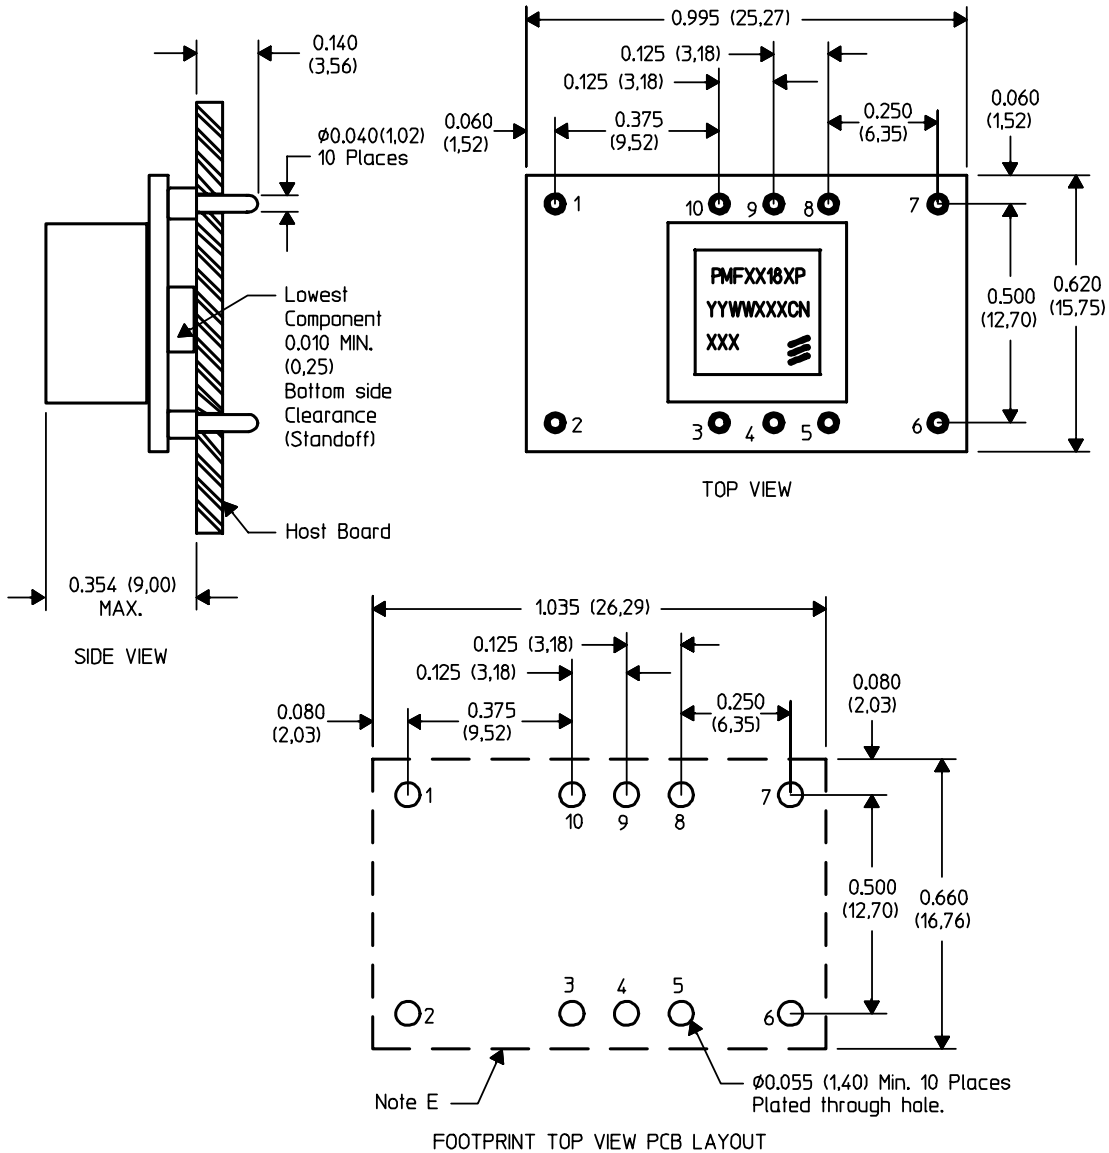 0.140
(3,56)
ø0.040(1,02)
10 Places
Lowest
Component
0.010 MIN.
(0,25)
Bottom side
Clearance
(Standoff)
Host Board
0.354 (9,00)
MAX.
SIDE VIEW
0.995 (25,27)
0.125 (3,18)
0.125 (3,18)
0.060
(1,52)
0.375
(9,52)
0.250
(6,35)
0.060
(1,52)
1
10
9
8
7
PMFXX18XP
YYWWXXXCN
XXX
0.500
(12,70)
0.620
(15,75)
2
3
4
5
6
TOP VIEW
1.035 (26,29)
0.125 (3,18)
0.125 (3,18)
0.080
(2,03)
0.375
(9,52)
0.250
(6,35)
0.080
(2,03)
1
10
9
8
7
0.500
(12,70)
0.660
(16,76)
2
3
4
5
6
Note E
ø0.055 (1,40) Min. 10 Places
Plated through hole.
FOOTPRINT TOP VIEW PCB LAYOUT